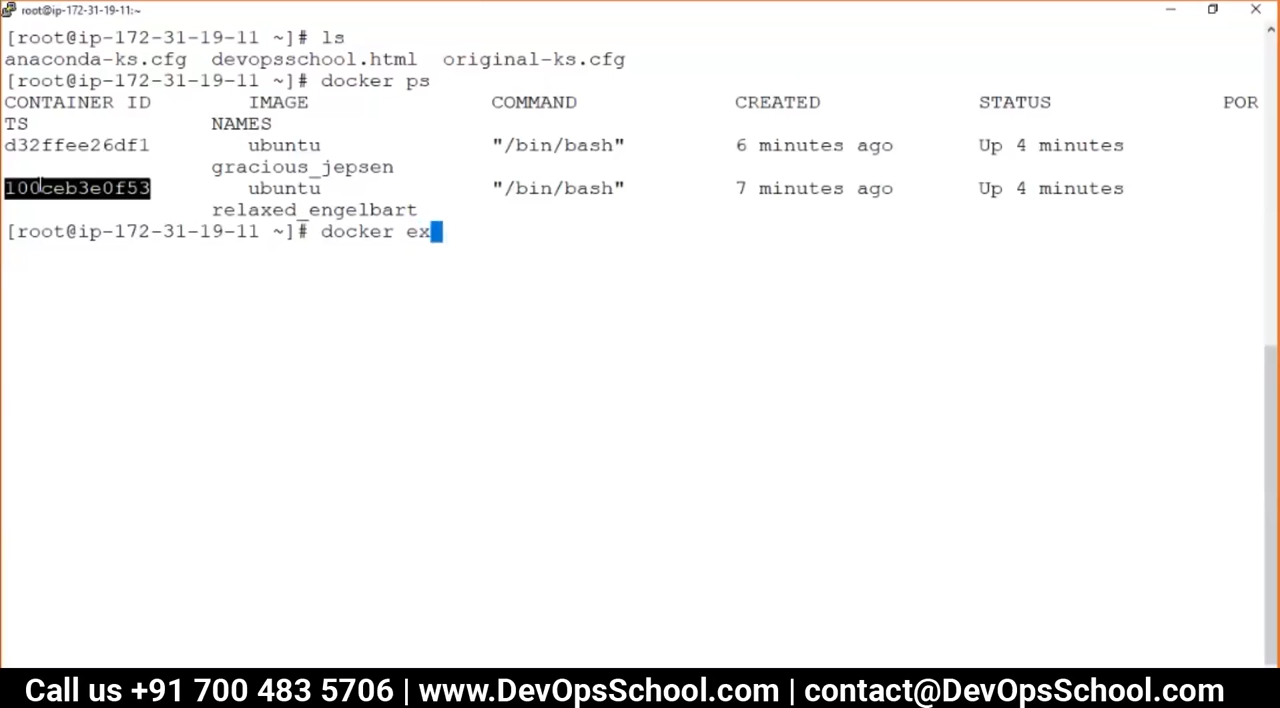 root@ip-172-31-19-11:~
[root@ip-172-31-19-11 ~]# ls
anaconda-ks.cfg  devopsschool.html  original-ks.cfg
[root@ip-172-31-19-11 ~]# docker ps
CONTAINER ID        IMAGE               COMMAND             CREATED             STATUS              POR
TS               NAMES
d32ffee26df1        ubuntu              "/bin/bash"         6 minutes ago       Up 4 minutes
                 gracious_jepsen
100ceb3e0f53        ubuntu              "/bin/bash"         7 minutes ago       Up 4 minutes
                 relaxed_engelbart
[root@ip-172-31-19-11 ~]# docker ex
Call us +91 700 483 5706 | www.DevOpsSchool.com | contact@DevOpsSchool.com